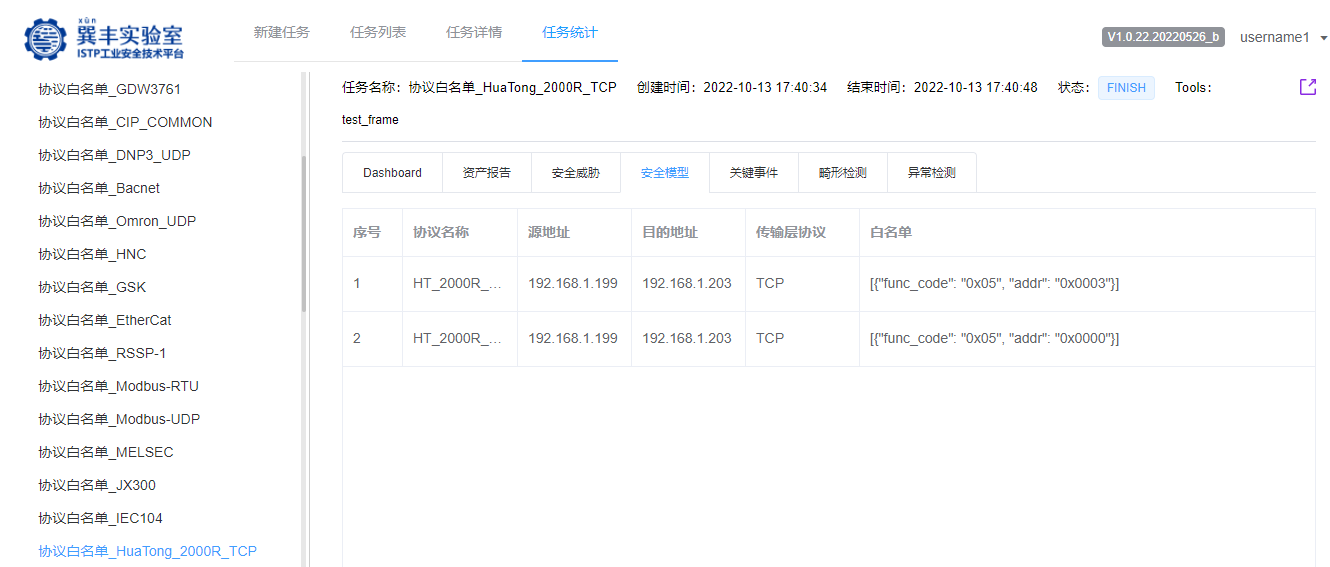 xùn
巽丰实验室
ISTP工业安全技术平台
新建任务 任务列表 任务详情 任务统计
V1.0.22.20220526_b username1
协议白名单_GDW3761
协议白名单_CIP_COMMON
协议白名单_DNP3_UDP
协议白名单_Bacnet
协议白名单_Omron_UDP
协议白名单_HNC
协议白名单_GSK
协议白名单_EtherCat
协议白名单_RSSP-1
协议白名单_Modbus-RTU
协议白名单_Modbus-UDP
协议白名单_MELSEC
协议白名单_JX300
协议白名单_IEC104
协议白名单_HuaTong_2000R_TCP
任务名称：协议白名单_HuaTong_2000R_TCP 创建时间：2022-10-13 17:40:34 结束时间：2022-10-13 17:40:48 状态： FINISH Tools：
test_frame
Dashboard 资产报告 安全威胁 安全模型 关键事件 畸形检测 异常检测
序号 协议名称 源地址 目的地址 传输层协议 白名单
1 HT_2000R_... 192.168.1.199 192.168.1.203 TCP [{"func_code": "0x05", "addr": "0x0003"}]
2 HT_2000R_... 192.168.1.199 192.168.1.203 TCP [{"func_code": "0x05", "addr": "0x0000"}]